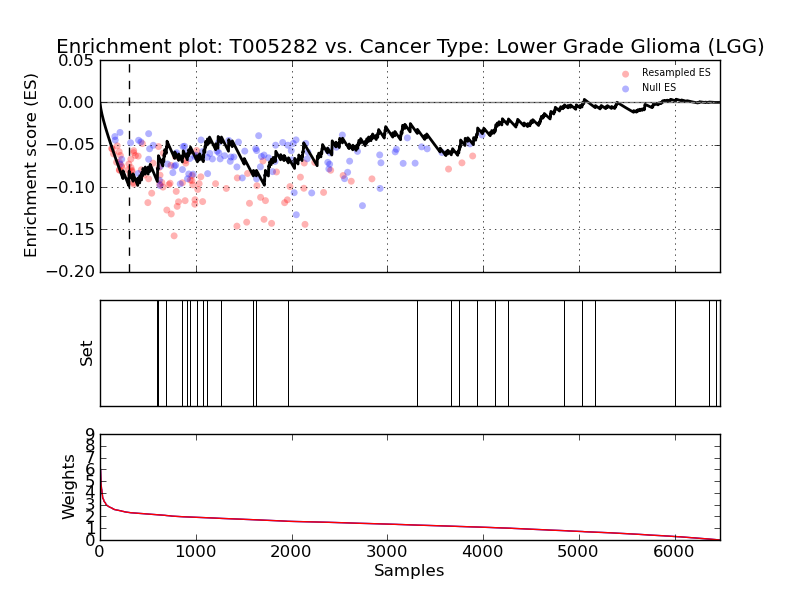 Enrichment plot: T005282 vs. Cancer Type: Lower Grade Glioma (LGG)
Enrichment score (ES)
0.05
0.00
−0.05
−0.10
−0.15
−0.20
Resampled ES
Null ES
Set
Weights
9
8
7
6
5
4
3
2
1
0
0 1000 2000 3000 4000 5000 6000
Samples